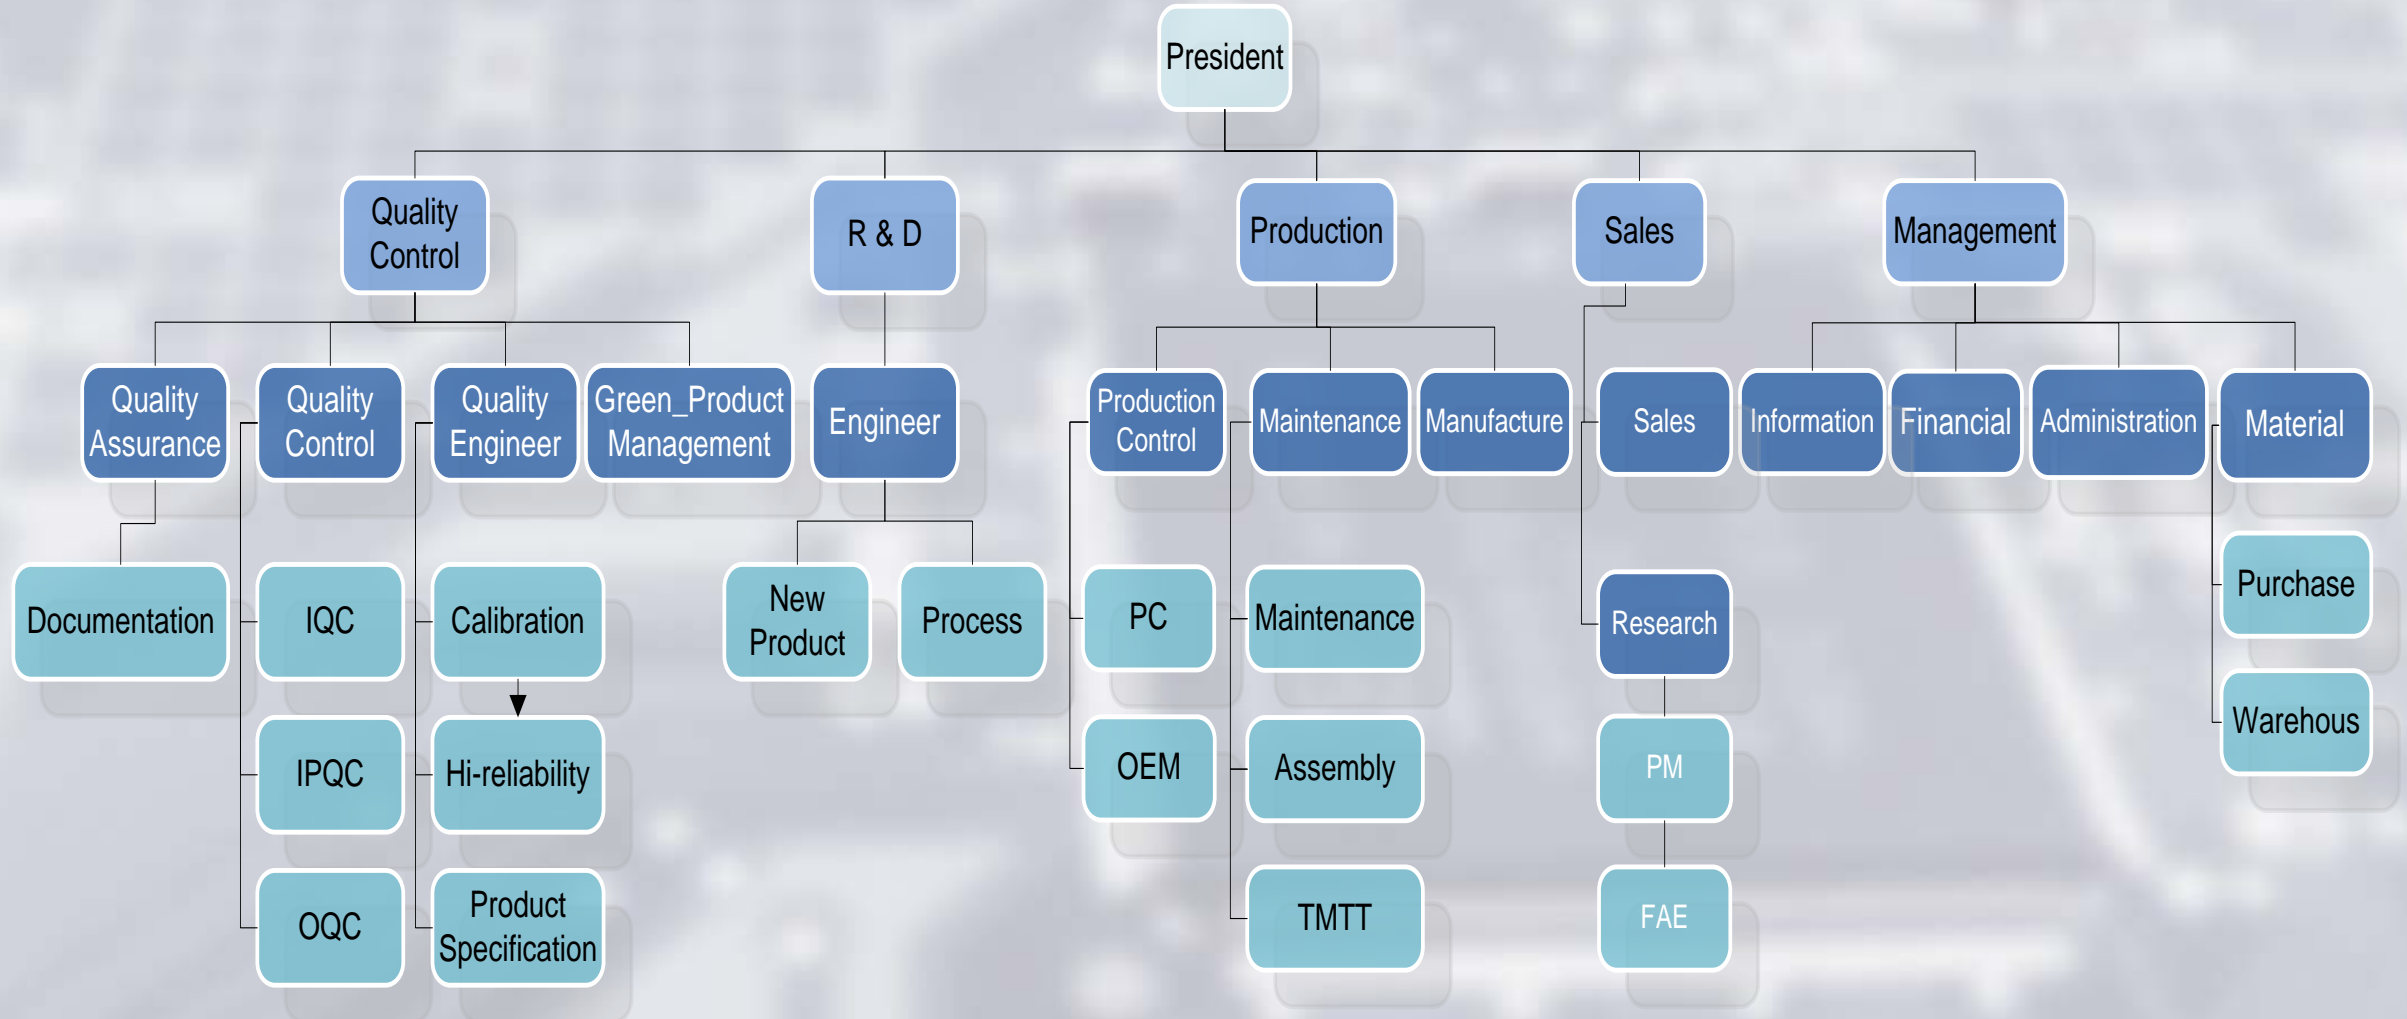 President
Quality
Control
R & D
Production
Sales
Management
Quality
Assurance
Quality
Control
Quality
Engineer
Green_Product
Management
Engineer
Production
Control
Maintenance
Manufacture
Sales
Information
Financial
Administration
Material
Documentation
IQC
Calibration
New
Product
Process
PC
Maintenance
Research
Purchase
IPQC
Hi-reliability
OEM
Assembly
PM
Warehous
OQC
Product
Specification
TMTT
FAE